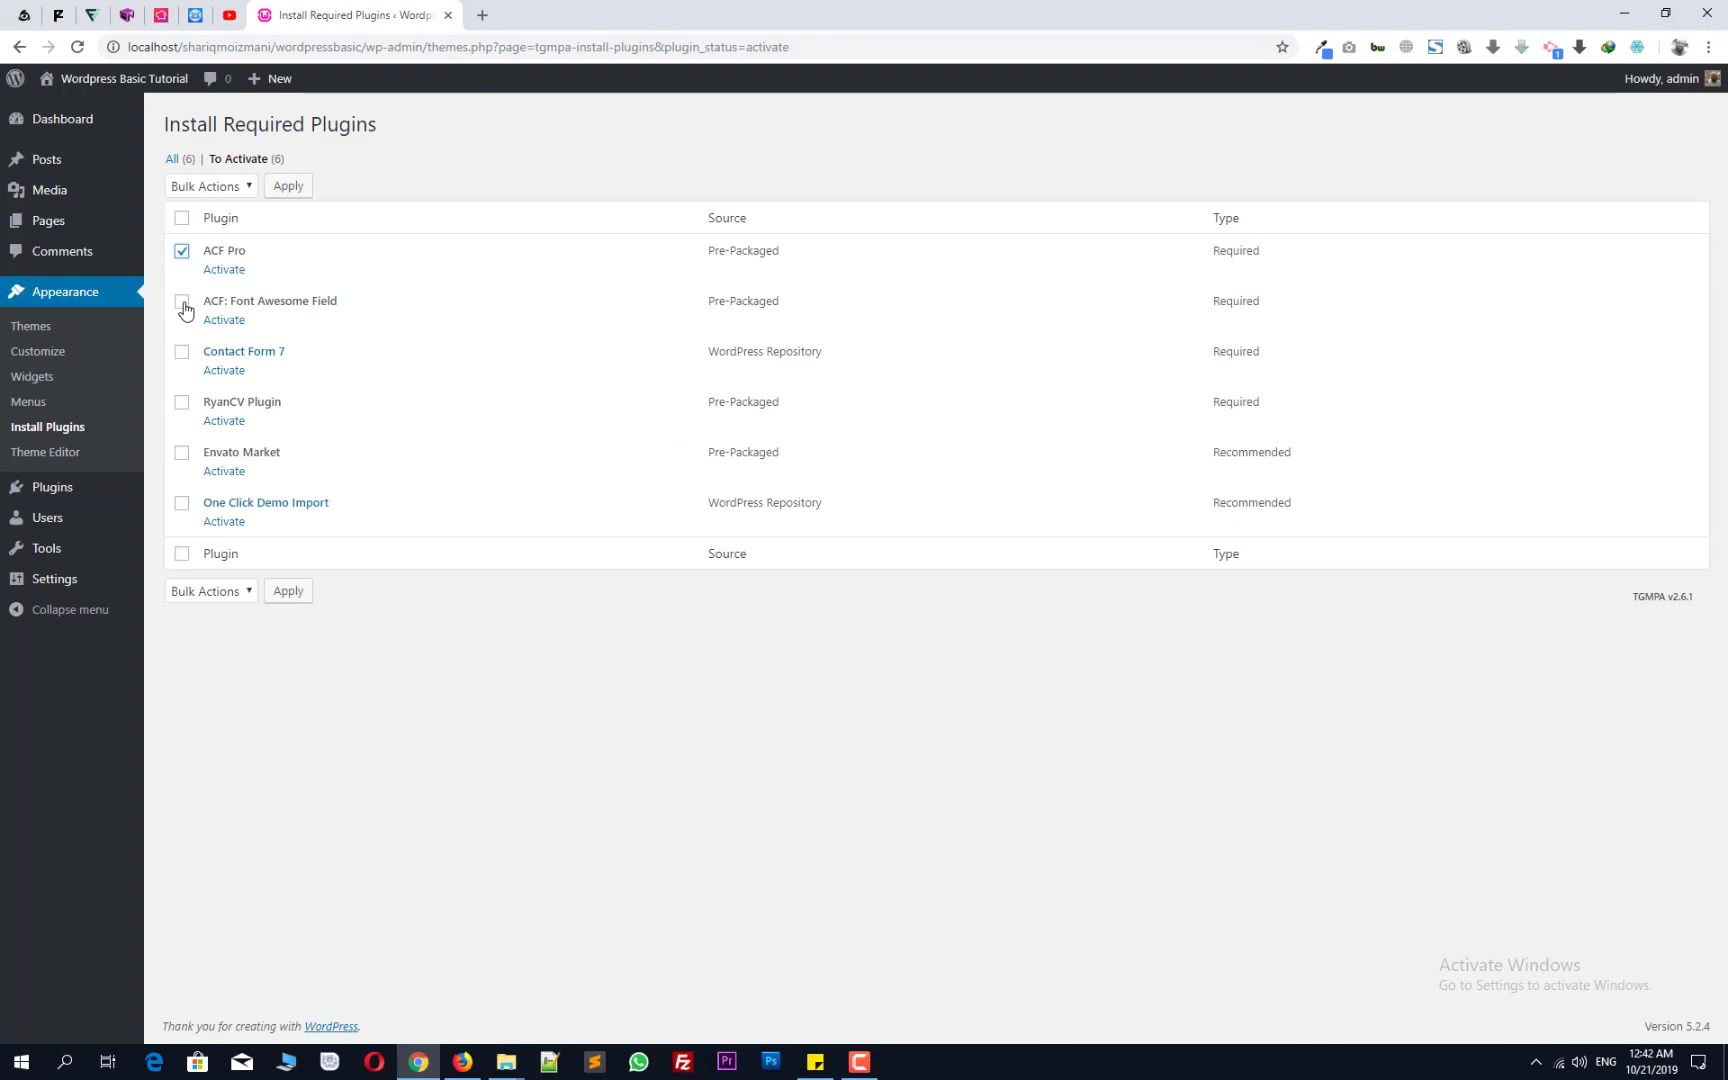 Install Required Plugins ‹ Wordpr
localhost/shariqmoizmani/wordpressbasic/wp-admin/themes.php?page=tgmpa-install-plugins&plugin_status=activate
Wordpress Basic Tutorial 0 + New Howdy, admin
Dashboard
Posts
Media
Pages
Comments
Appearance
Themes
Customize
Widgets
Menus
Install Plugins
Theme Editor
Plugins
Users
Tools
Settings
Collapse menu
Install Required Plugins
All (6) | To Activate (6)
Bulk Actions Apply
Plugin Source Type
ACF Pro Pre-Packaged Required
Activate
ACF: Font Awesome Field Pre-Packaged Required
Activate
Contact Form 7 WordPress Repository Required
Activate
RyanCV Plugin Pre-Packaged Required
Activate
Envato Market Pre-Packaged Recommended
Activate
One Click Demo Import WordPress Repository Recommended
Activate
Plugin Source Type
Bulk Actions Apply
TGMPA v2.6.1
Activate Windows
Go to Settings to activate Windows.
Thank you for creating with WordPress. Version 5.2.4
ENG 12:42 AM
10/21/2019